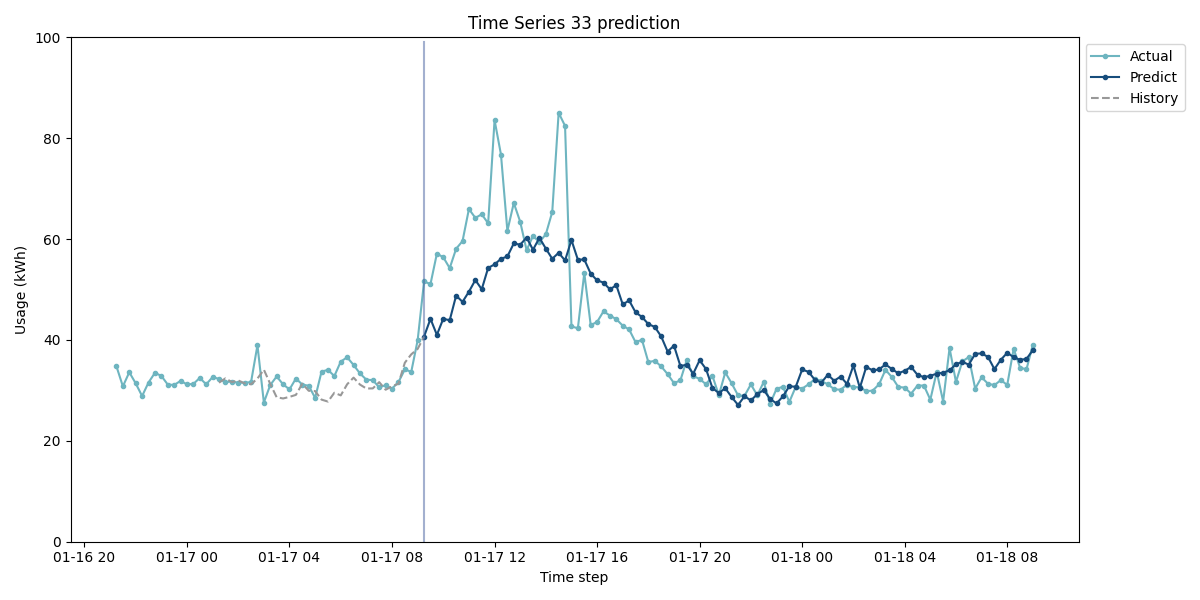 Time Series 33 prediction
100
80
60
40
20
0
Usage (kWh)
01-16 20
01-17 00
01-17 04
01-17 08
01-17 12
01-17 16
01-17 20
01-18 00
01-18 04
01-18 08
Time step
Actual
Predict
History